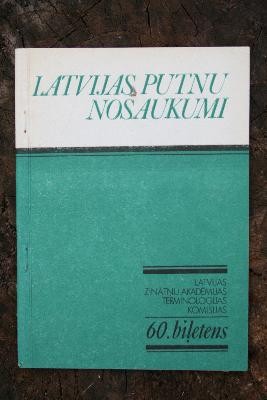 LATVIJAS PUTNU
NOSAUKUMI
LATVIJAS
ZINĀTŅU AKADĒMIJAS
TERMINOLOĢIJAS
KOMISIJAS
60. biļetens